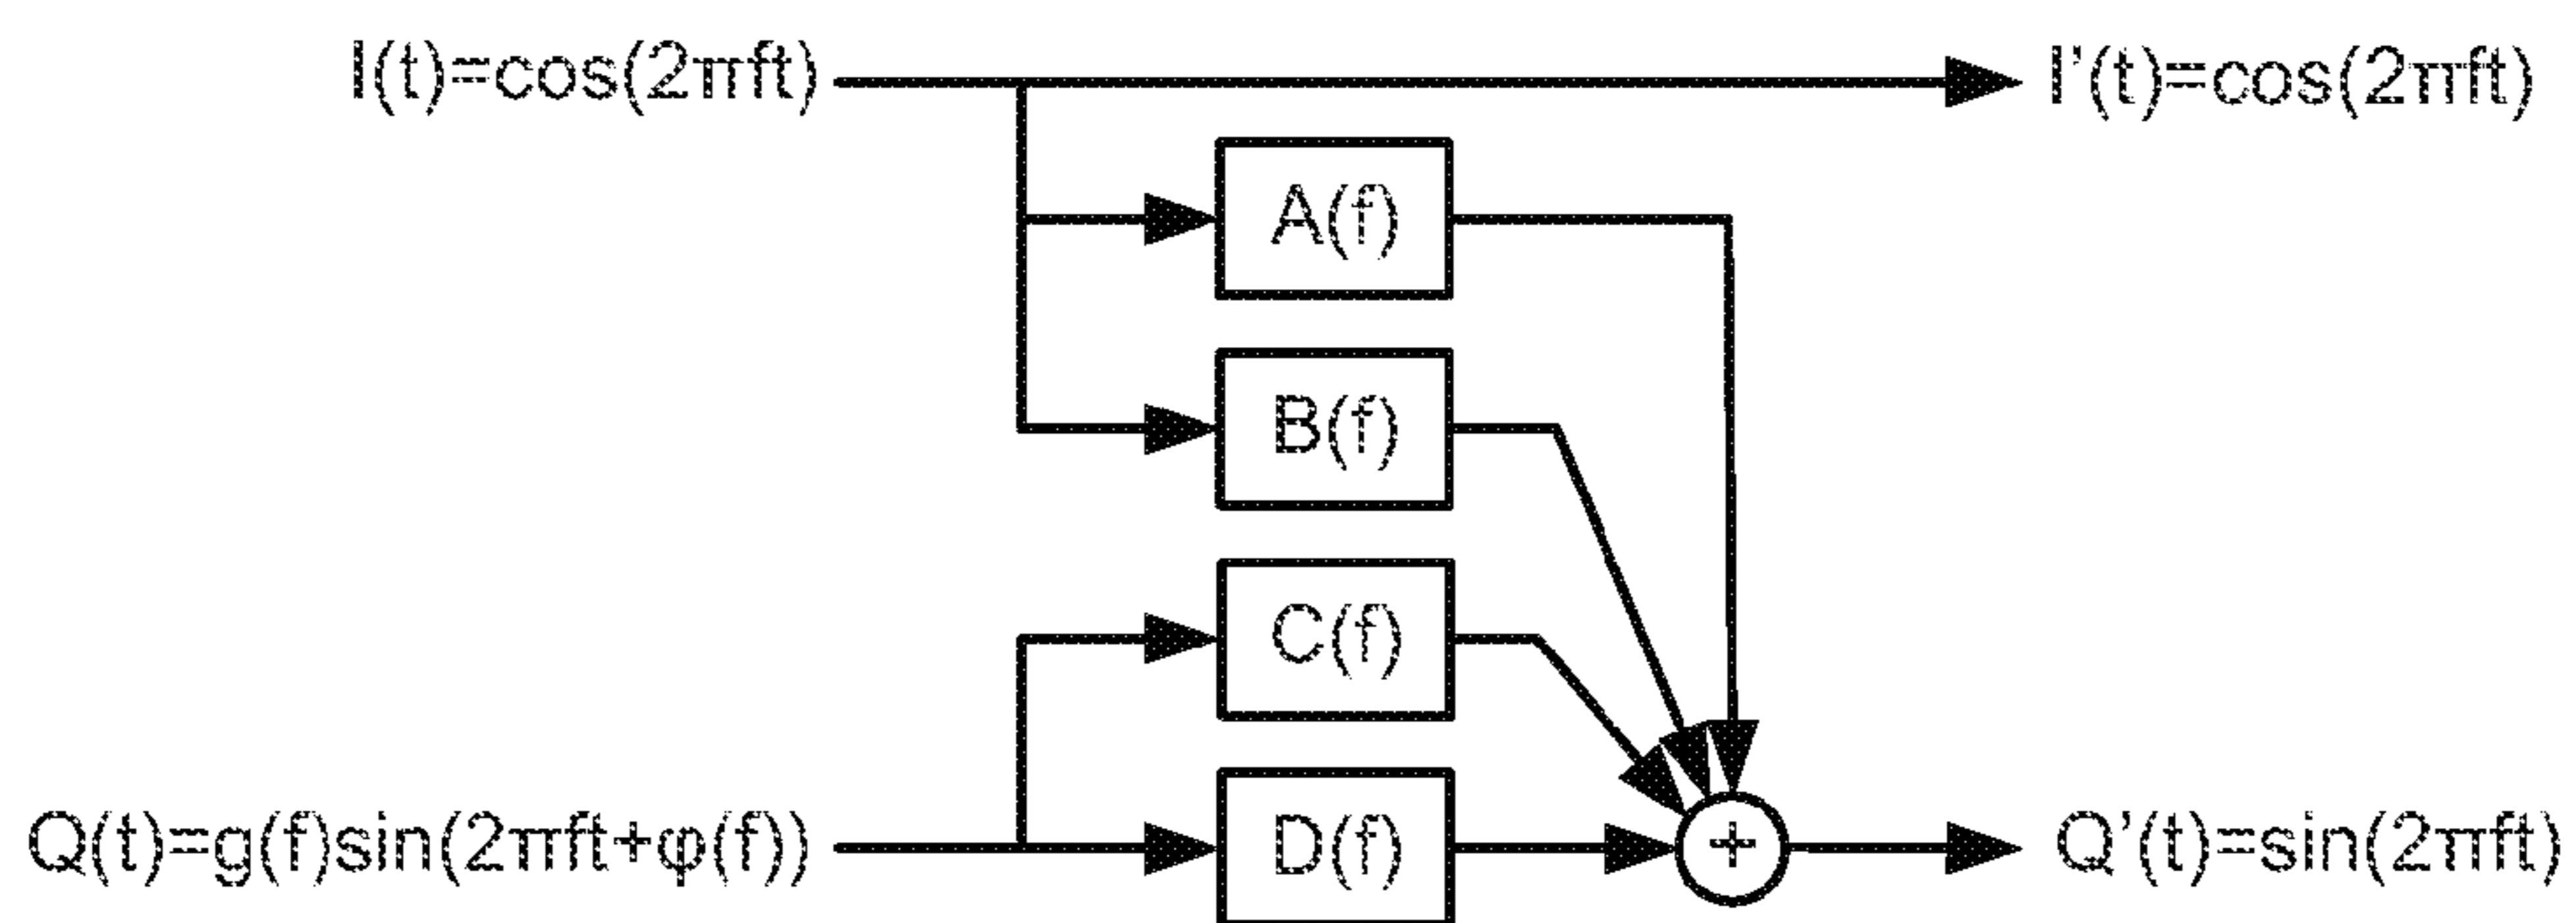 I(t)=cos(2πft)
I’(t)=cos(2πft)
A(f)
B(f)
C(f)
D(f)
Q(t)=g(f)sin(2πft+φ(f))
+
Q’(t)=sin(2πft)